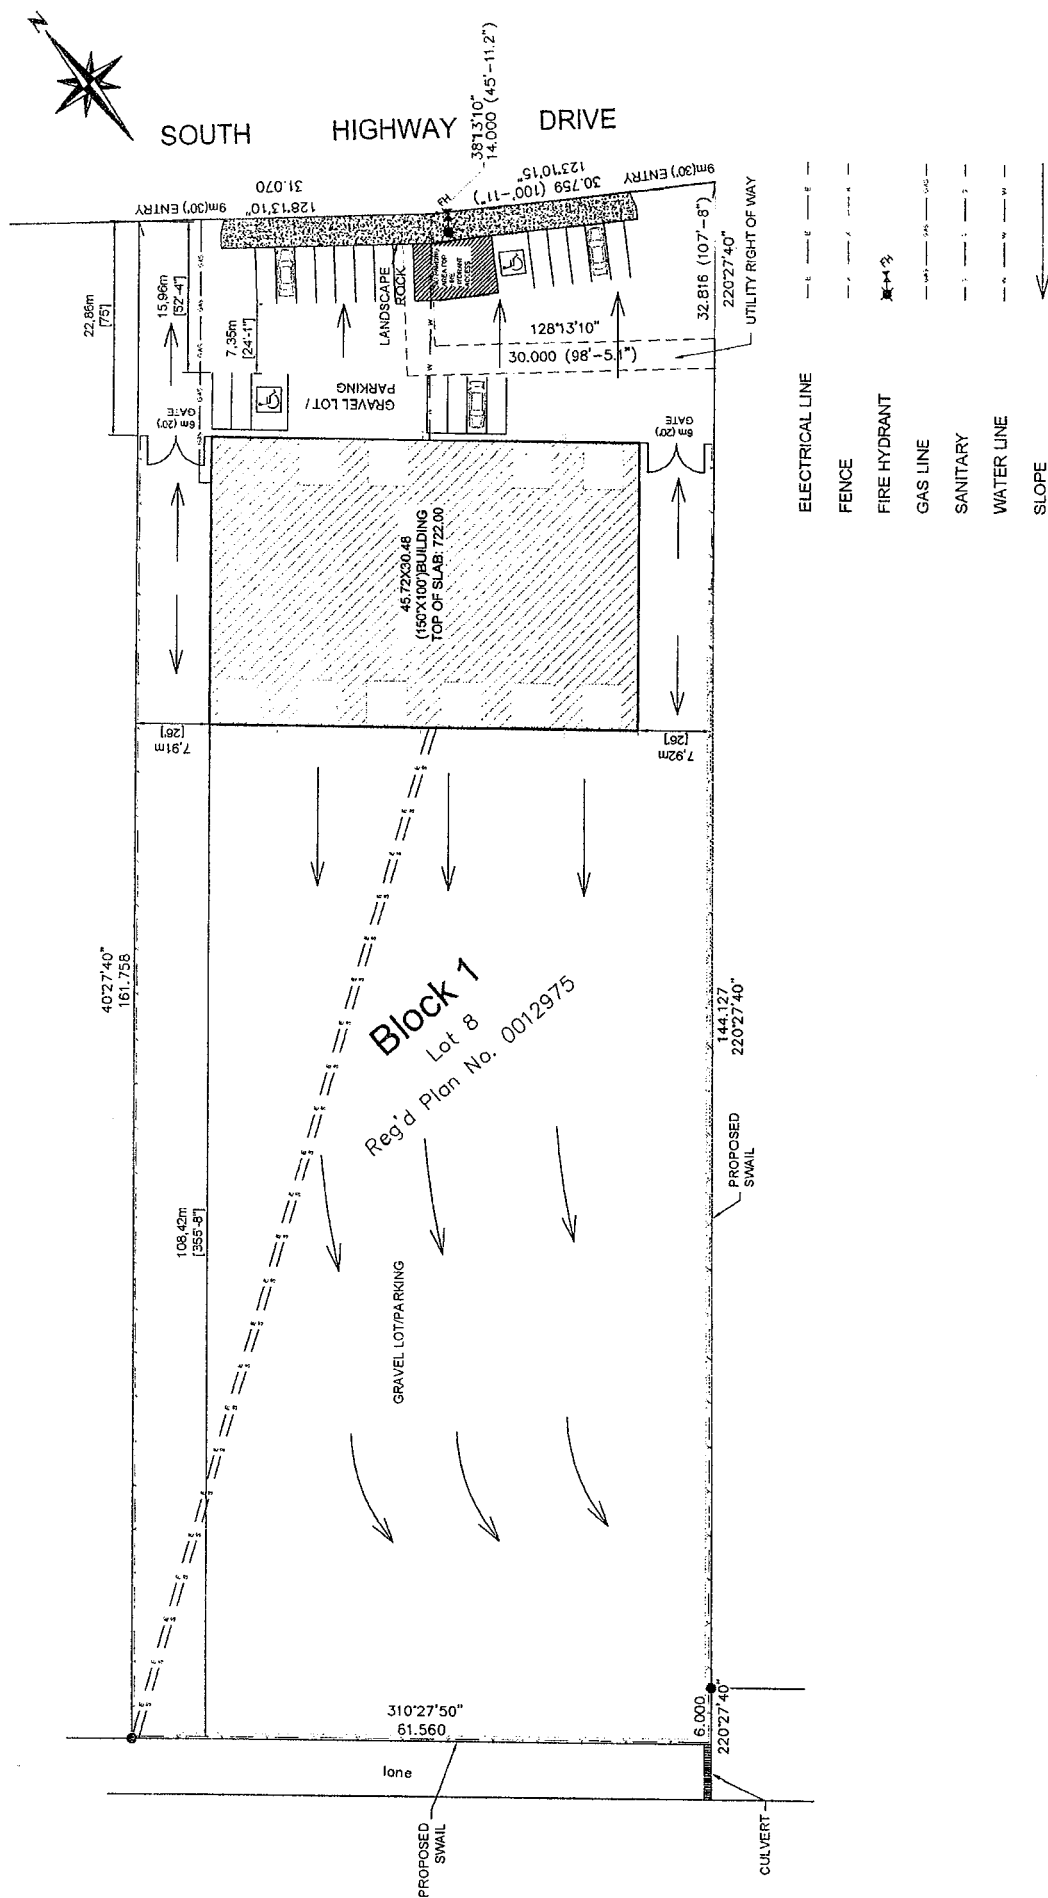 N
SOUTH HIGHWAY DRIVE
38°13'10"
14.000 (45'-11.2")
9m(30') ENTRY
128°13'10"
31.070
FH
30.759 (100'-11")
123°10'15"
9m(30') ENTRY
22,86m
[75']
15,96m
[52'-4"]
7,35m
[24'-1"]
GAS
LANDSCAPE
ROCK
HYDRANT
ACCESS
W
128°13'10"
30.000 (98'-5.1")
32.816 (107'-8")
220°27'40"
UTILITY RIGHT OF WAY
GRAVEL LOT/
PARKING
6m (20')
GATE
6m (20')
GATE
45.72X30.48
(150'X100')BUILDING
TOP OF SLAB: 722.00
7,91m
[26']
7,92m
[26']
40°27'40"
161.758
Block 1
Lot 8
Reg'd Plan No. 0012975
144.127
220°27'40"
PROPOSED
SWAIL
108,42m
[355'-8"]
GRAVEL LOT/PARKING
310°27'50"
61.560
6.000
220°27'40"
lane
PROPOSED
SWAIL
CULVERT
ELECTRICAL LINE
E E E
FENCE
X X
FIRE HYDRANT
GAS LINE
GAS GAS
SANITARY
S S
WATER LINE
W W
SLOPE